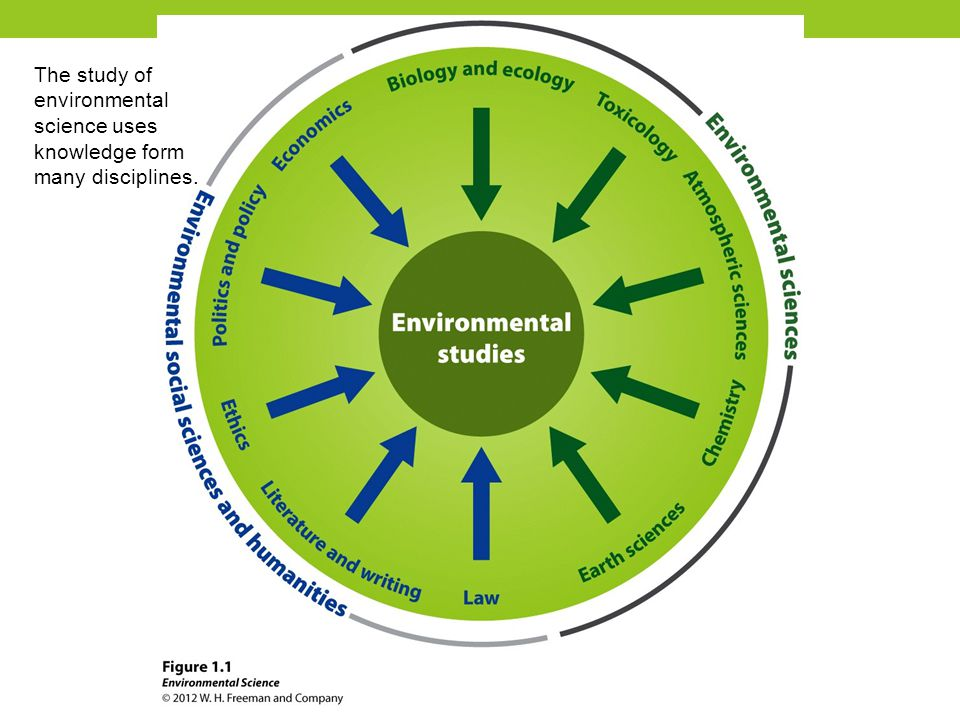 The study of
environmental
science uses
knowledge form
many disciplines.
Biology and ecology
Toxicology
Atmospheric sciences
Chemistry
Earth sciences
Law
Literature and writing
Ethics
Politics and policy
Economics
Environmental sciences
Environmental social sciences and humanities
Environmental
studies
Figure 1.1
Environmental Science
© 2012 W. H. Freeman and Company